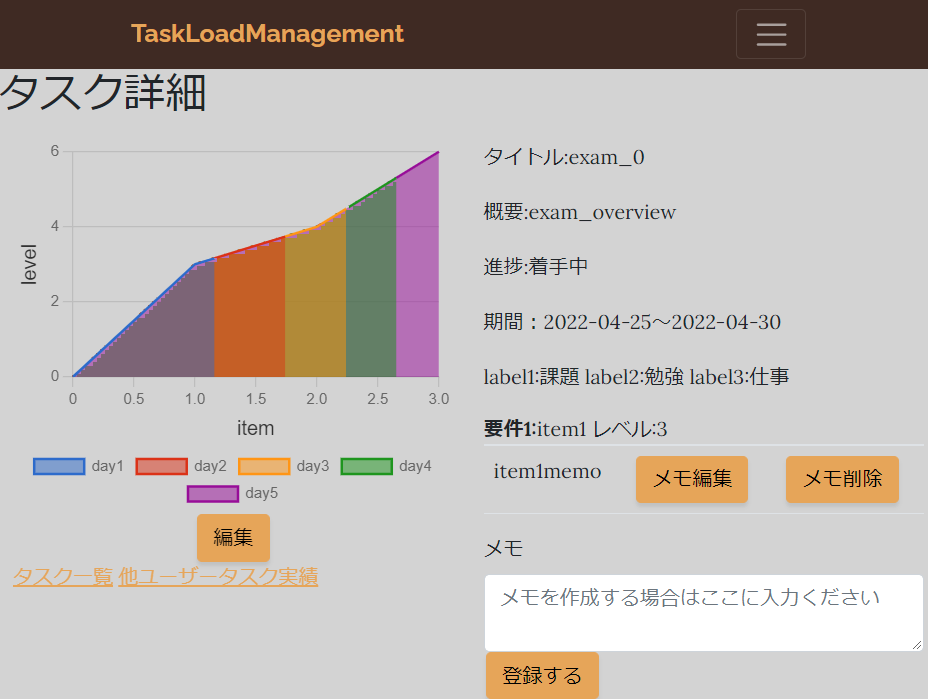 TaskLoadManagement
タスク詳細
6
4
2
0
level
0 0.5 1.0 1.5 2.0 2.5 3.0
item
day1 day2 day3 day4
day5
編集
タスク一覧 他ユーザータスク実績
タイトル:exam_0
概要:exam_overview
進捗:着手中
期間：2022-04-25〜2022-04-30
label1:課題 label2:勉強 label3:仕事
要件1:item1 レベル:3
item1memo メモ編集 メモ削除
メモ
メモを作成する場合はここに入力ください
登録する